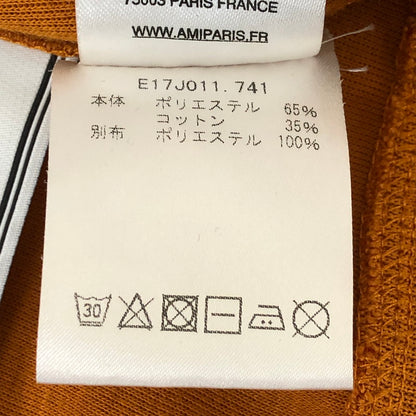 75003 PARIS FRANCE
WWW.AMIPARIS.FR
E17J011.741
本体 ポリエステル 65%
コットン 35%
別布 ポリエステル 100%
30